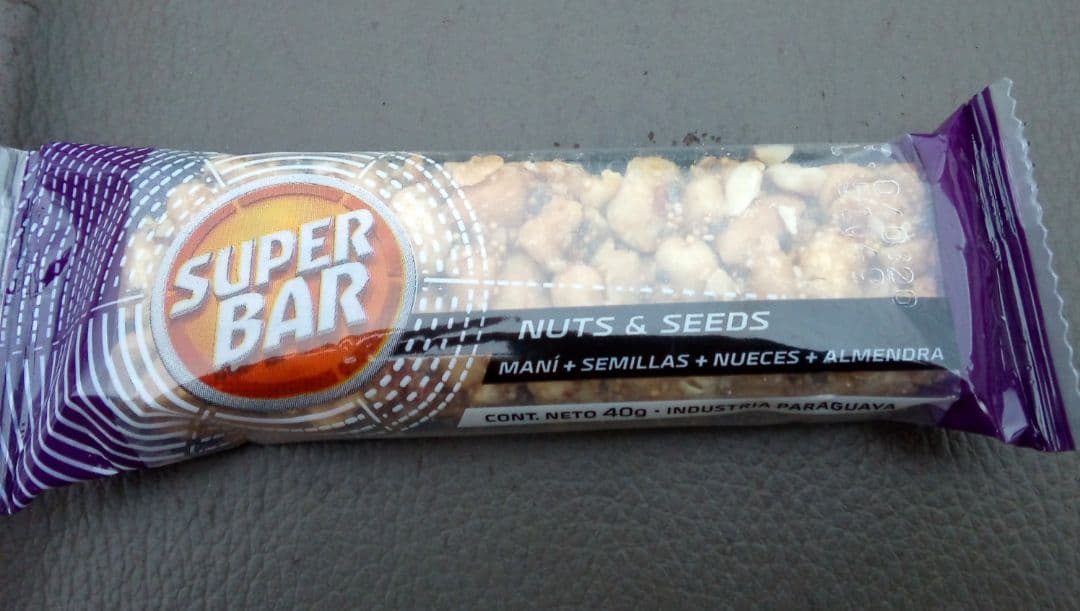 SUPER
BAR
NUTS & SEEDS
MANÍ + SEMILLAS + NUECES + ALMENDRA
CONT. NETO 40g - INDUSTRIA PARAGUAYA